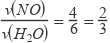 v(NO)/v(H₂O) = 4/6 = 2/3